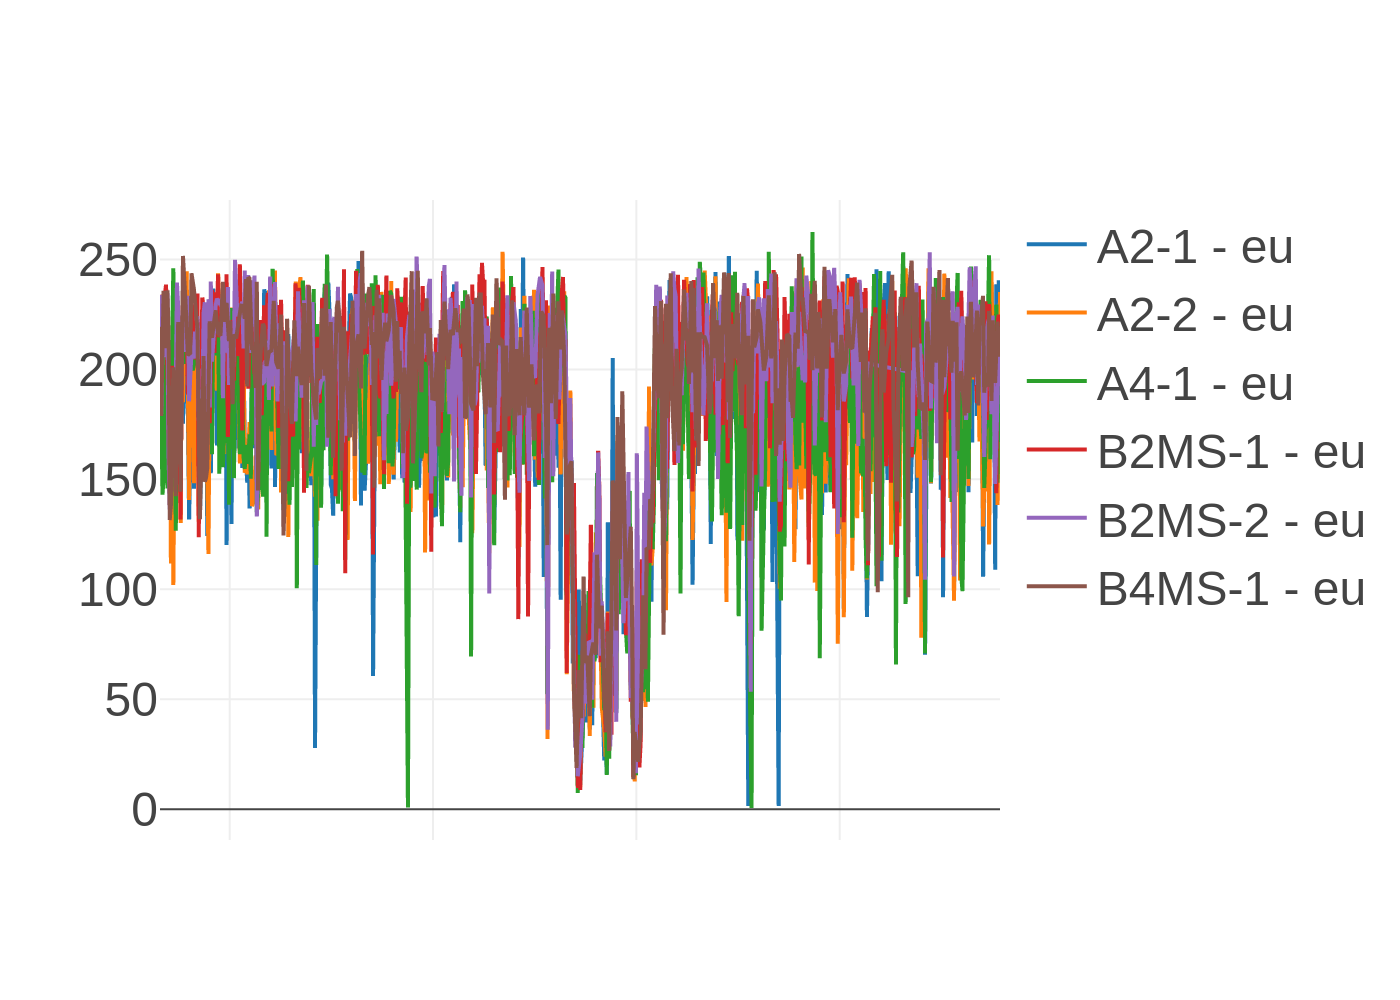 250
200
150
100
50
0
A2-1 - eu
A2-2 - eu
A4-1 - eu
B2MS-1 - eu
B2MS-2 - eu
B4MS-1 - eu